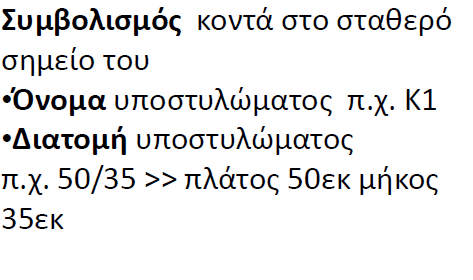 Συμβολισμός κοντά στο σταθερό
σημείο του
•Όνομα υποστυλώματος π.χ. Κ1
•Διατομή υποστυλώματος
π.χ. 50/35 >> πλάτος 50εκ μήκος
35εκ